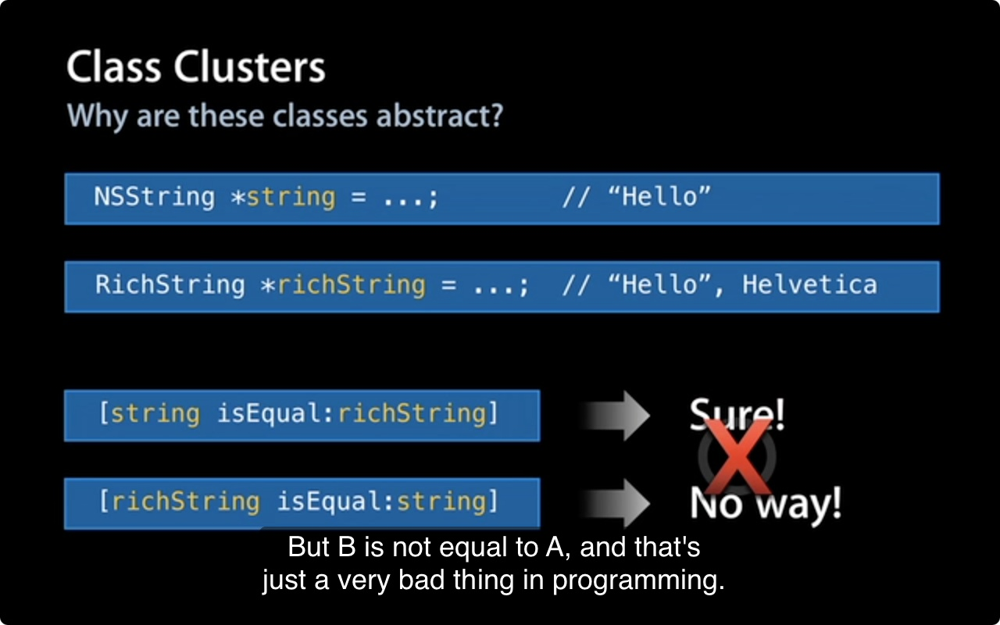 Class Clusters
Why are these classes abstract?
NSString *string = ...; // “Hello”
RichString *richString = ...; // “Hello”, Helvetica
[string isEqual:richString] Sure!
X
[richString isEqual:string] No way!
But B is not equal to A, and that's
just a very bad thing in programming.